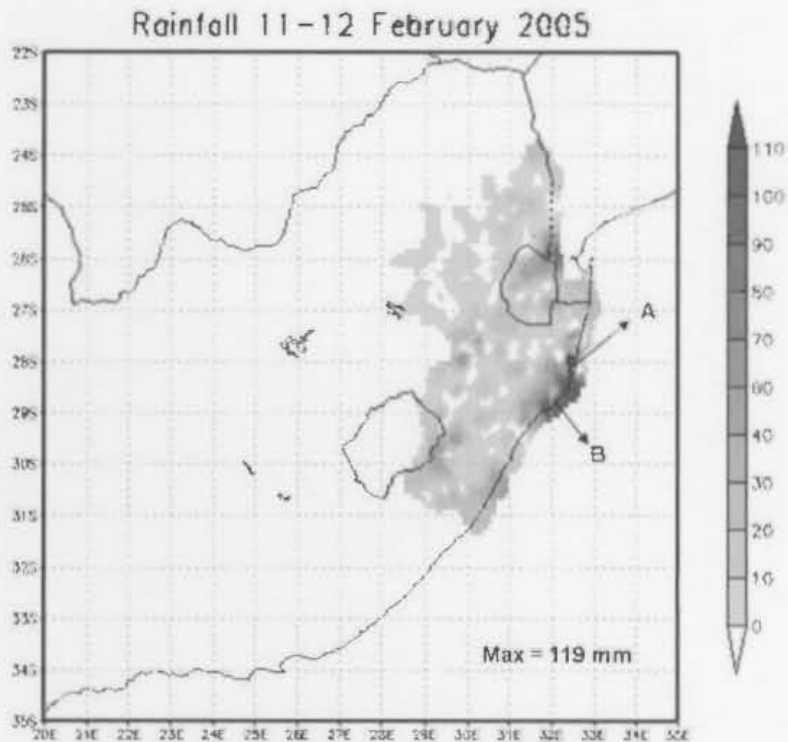 Rainfall 11-12 February 2005
22S
23S
24S
25S
26S
27S
28S
29S
30S
31S
32S
33S
34S
35S
A
B
Max = 119 mm
20E 21E 22E 23E 24E 25E 26E 27E 28E 29E 30E 31E 32E 33E 34E 35E
110
100
90
80
70
60
40
30
20
10
0